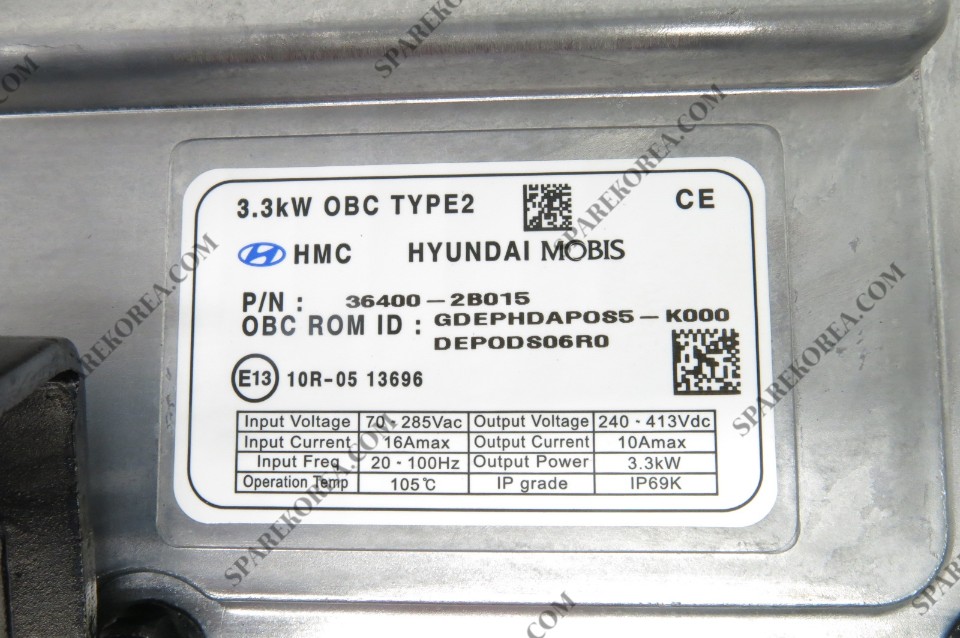 3.3kW OBC TYPE2
CE
HMC HYUNDAI MOBIS
P/N : 36400-2B015
OBC ROM ID : GDEPHDAPOS5-K000
DEPODS06R0
E13 10R-05 13696
Input Voltage 70-285Vac Output Voltage 240-413Vdc
Input Current 16Amax Output Current 10Amax
Input Freq 20-100Hz Output Power 3.3kW
Operation Temp 105℃ IP grade IP69K
SPAREKOREA.COM
SPAREKOREA.COM
SPAREKOREA.COM
SPAREKOREA.COM
SPAREKOREA.COM